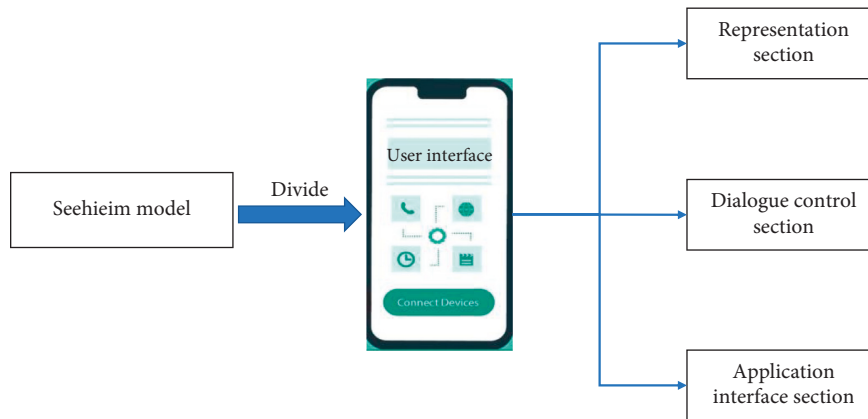 Seehieim model
Divide
User interface
Connect Devices
Representation
section
Dialogue control
section
Application
interface section